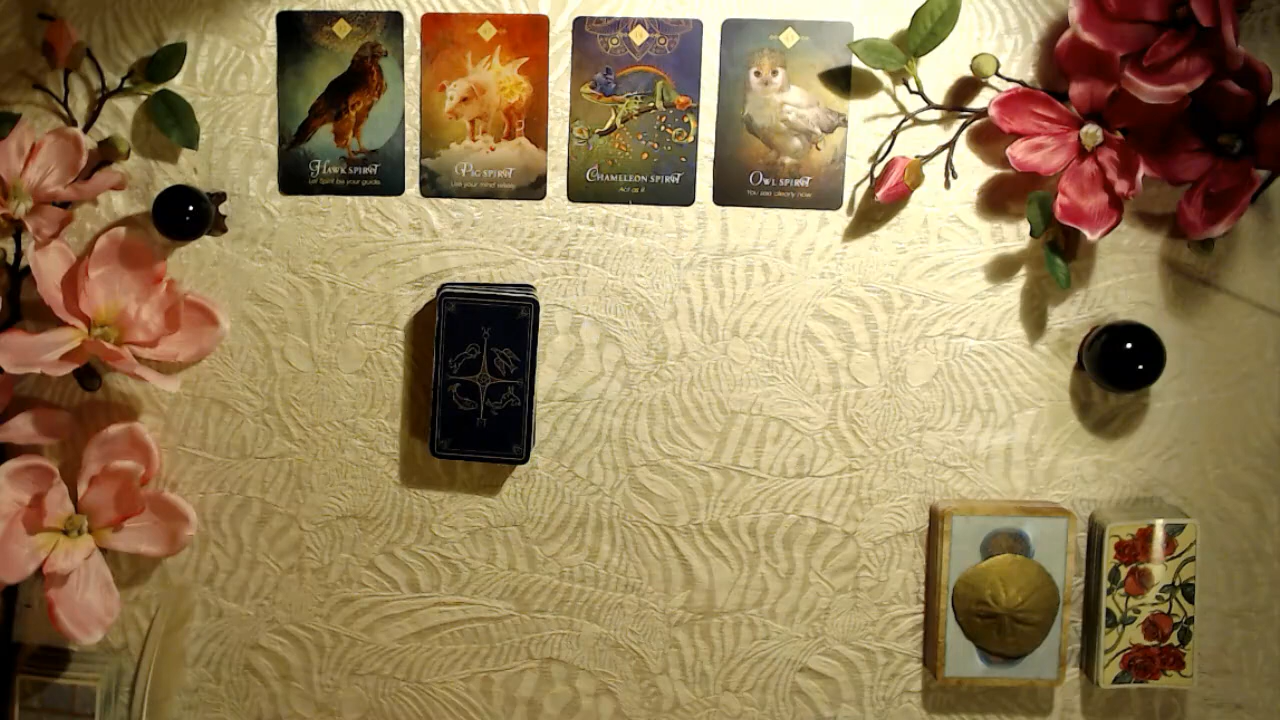 HAWK SPIRIT
Let Spirit be your guide.
PIG SPIRIT
Use your mind wisely.
CHAMELEON SPIRIT
Act as if.
OWL SPIRIT
You see clearly now.